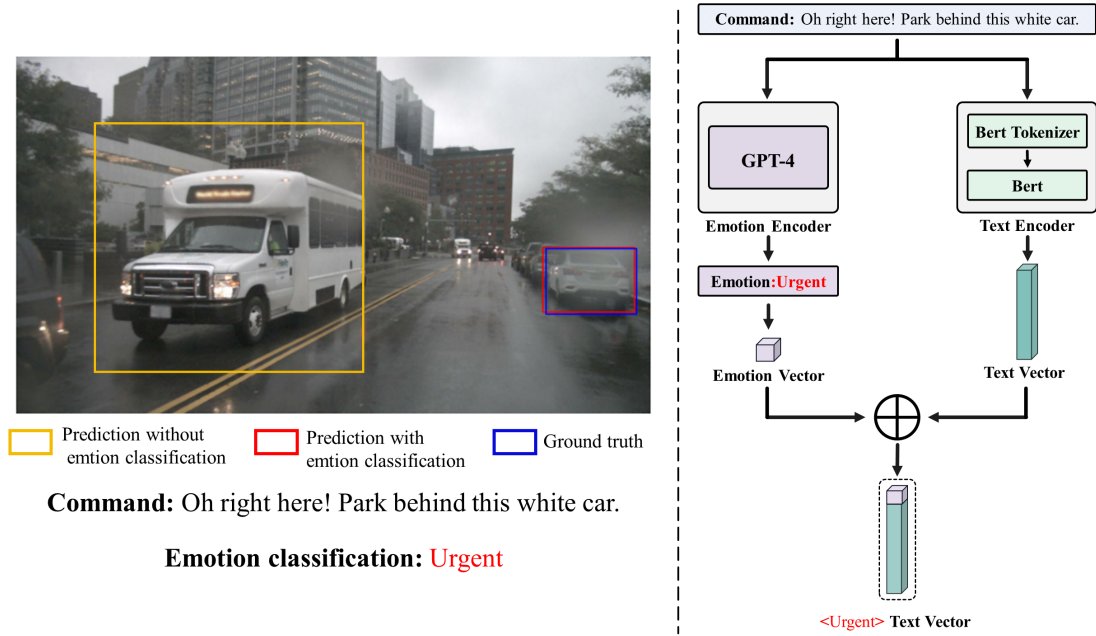 Prediction without
emtion classification
Prediction with
emtion classification
Ground truth
Command: Oh right here! Park behind this white car.
Emotion classification: Urgent
Command: Oh right here! Park behind this white car.
GPT-4
Emotion Encoder
Bert Tokenizer
Bert
Text Encoder
Emotion:Urgent
Emotion Vector
Text Vector
<Urgent> Text Vector